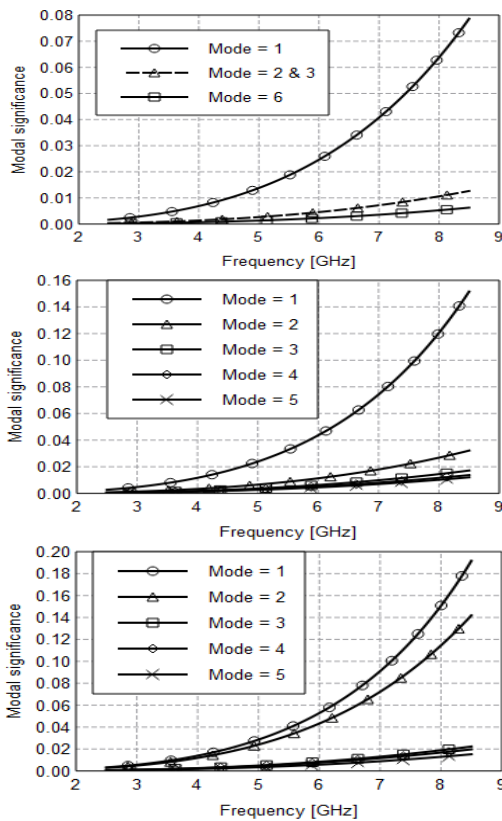 0.08
0.07
0.06
0.05
0.04
0.03
0.02
0.01
0.00
Modal significance
Mode = 1
Mode = 2 & 3
Mode = 6
2 3 4 5 6 7 8 9
Frequency [GHz]
0.16
0.14
0.12
0.10
0.08
0.06
0.04
0.02
0.00
Modal significance
Mode = 1
Mode = 2
Mode = 3
Mode = 4
Mode = 5
2 3 4 5 6 7 8 9
Frequency [GHz]
0.20
0.16
0.14
0.12
0.10
0.08
0.06
0.04
0.02
0.00
Modal significance
Mode = 1
Mode = 2
Mode = 3
Mode = 4
Mode = 5
2 3 4 5 6 7 8 9
Frequency [GHz]